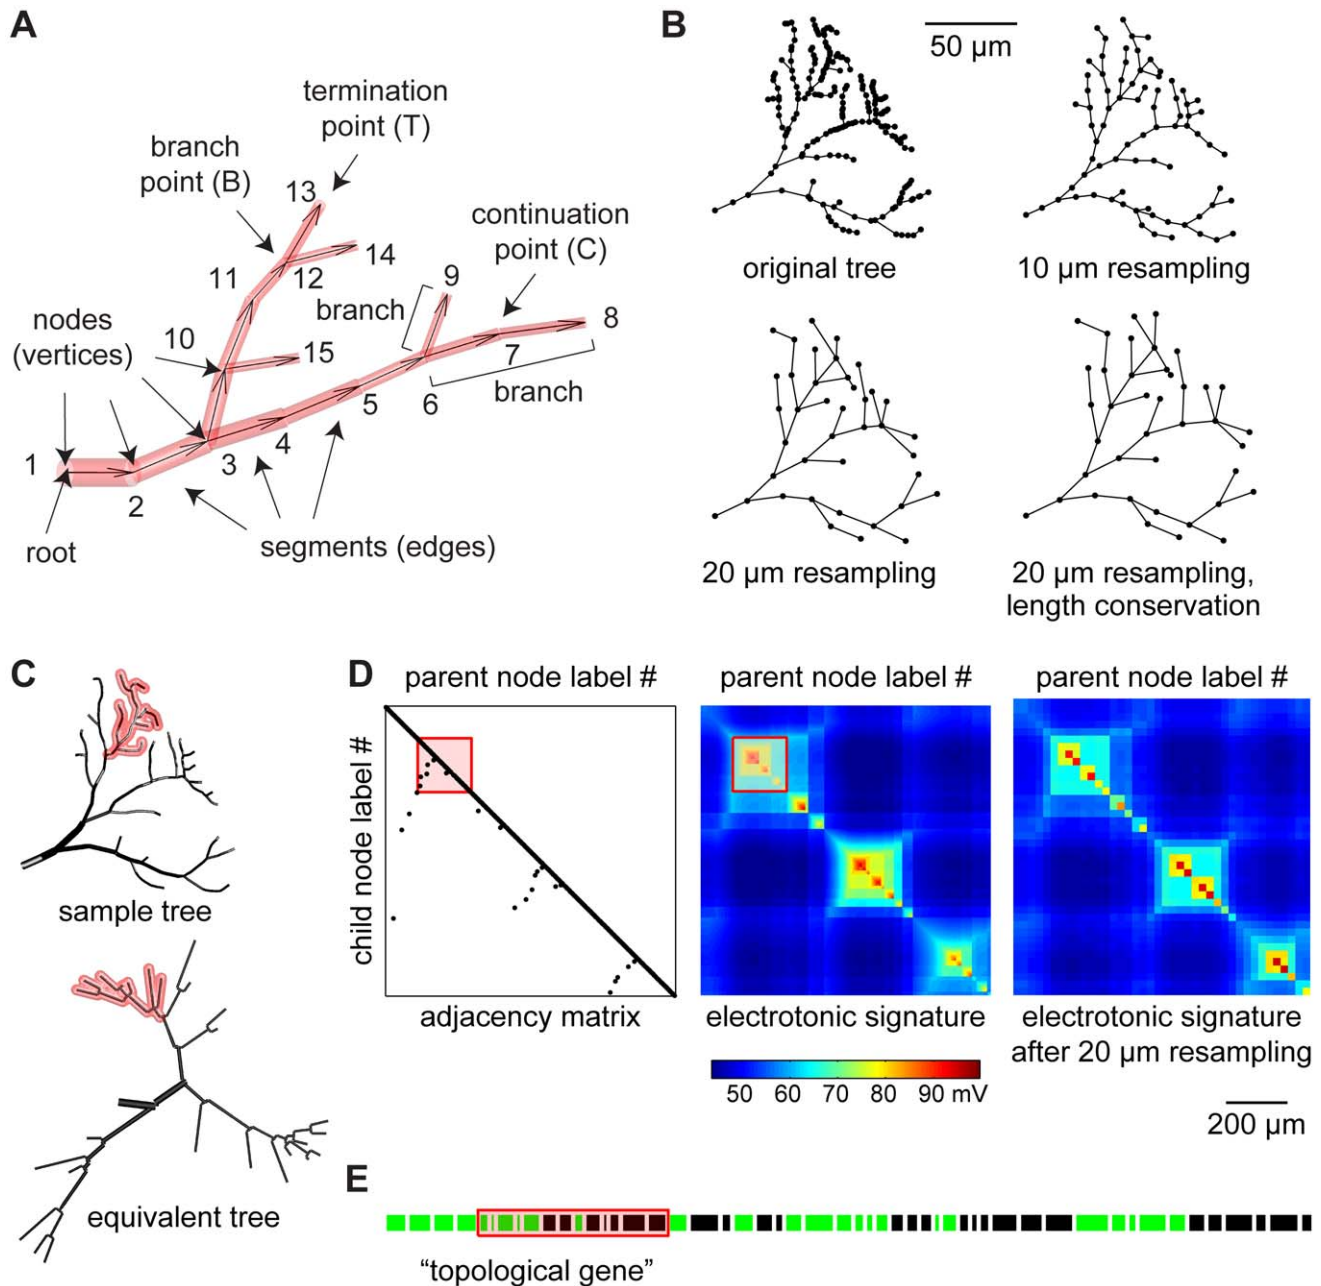 A
termination
point (T)
branch
point (B)
13
continuation
point (C)
14
12
11
9
branch
8
nodes
(vertices)
10
15
7
branch
5
6
1
4
3
2
root
segments (edges)
B
50 µm
original tree
10 µm resampling
20 µm resampling
20 µm resampling,
length conservation
C
sample tree
equivalent tree
D
parent node label #
child node label #
adjacency matrix
parent node label #
electrotonic signature
50 60 70 80 90 mV
parent node label #
electrotonic signature
after 20 µm resampling
200 µm
E
“topological gene”